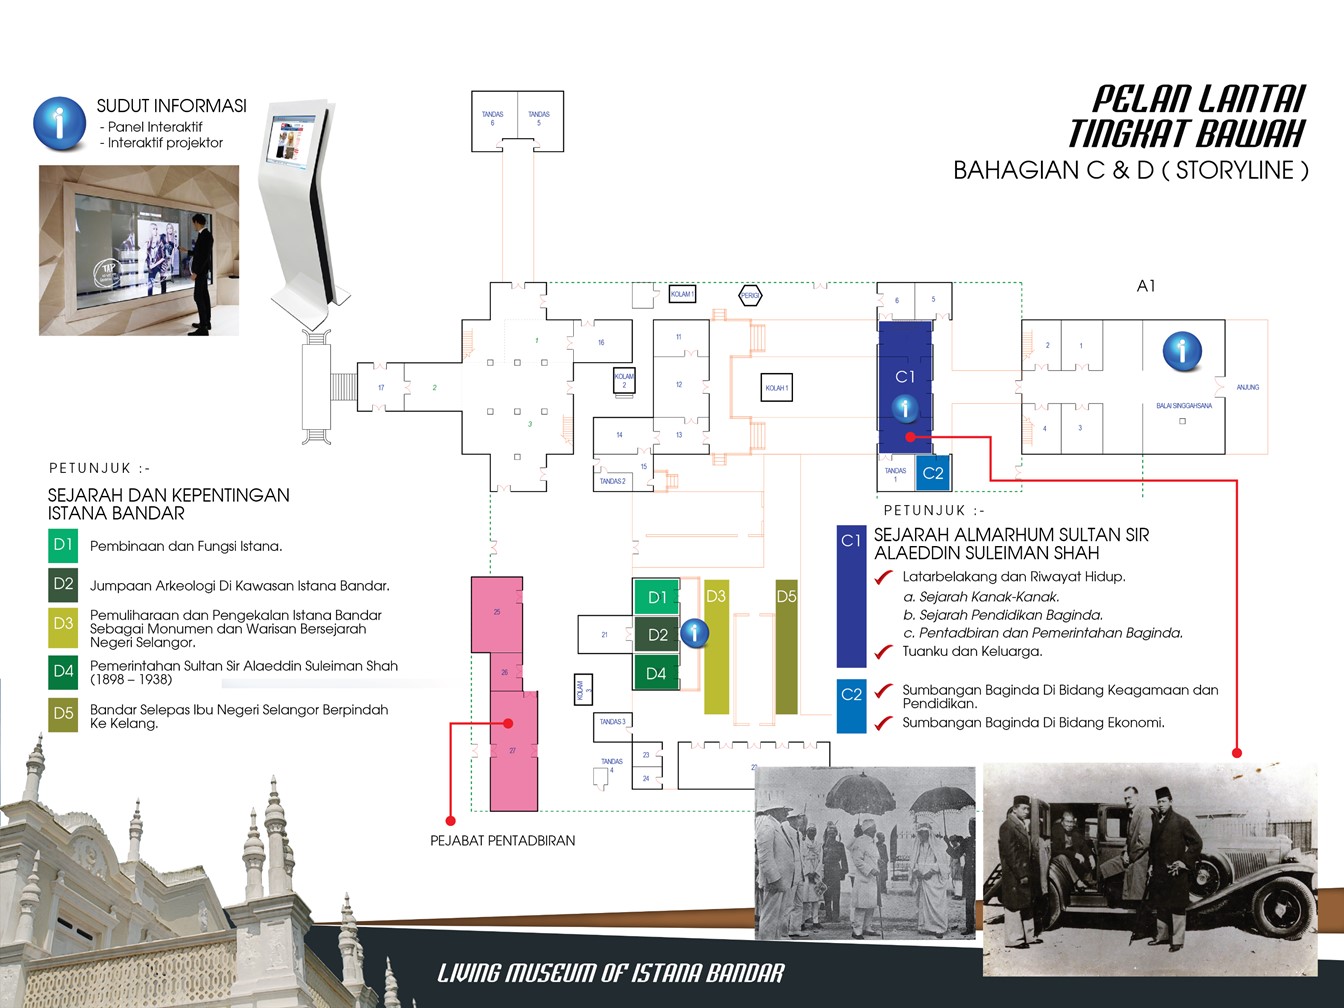 PELAN LANTAI
TINGKAT BAWAH
BAHAGIAN C & D ( STORYLINE )
SUDUT INFORMASI
- Panel Interaktif
- Interaktif projektor
TAP
TANDAS 6
TANDAS 5
KOLAM 1
PERIGI
6
5
A1
1
16
11
2
1
17
2
KOLAM 2
12
KOLAH 1
C1
ANJUNG
BALAI SINGGAHSANA
3
14
13
4
3
15
TANDAS 2
TANDAS 1
C2
PETUNJUK :-
SEJARAH DAN KEPENTINGAN
ISTANA BANDAR
D1 Pembinaan dan Fungsi Istana.
D2 Jumpaan Arkeologi Di Kawasan Istana Bandar.
D3 Pemuliharaan dan Pengekalan Istana Bandar
Sebagai Monumen dan Warisan Bersejarah
Negeri Selangor.
D4 Pemerintahan Sultan Sir Alaeddin Suleiman Shah
(1898 – 1938)
D5 Bandar Selepas Ibu Negeri Selangor Berpindah
Ke Kelang.
25
21
D1
D2
D4
D3
D5
26
KOLAM 3
TANDAS 3
27
TANDAS 4
23
24
22
PEJABAT PENTADBIRAN
PETUNJUK :-
C1 SEJARAH ALMARHUM SULTAN SIR
ALAEDDIN SULEIMAN SHAH
Latarbelakang dan Riwayat Hidup.
a. Sejarah Kanak-Kanak.
b. Sejarah Pendidikan Baginda.
c. Pentadbiran dan Pemerintahan Baginda.
Tuanku dan Keluarga.
C2 Sumbangan Baginda Di Bidang Keagamaan dan
Pendidikan.
Sumbangan Baginda Di Bidang Ekonomi.
LIVING MUSEUM OF ISTANA BANDAR